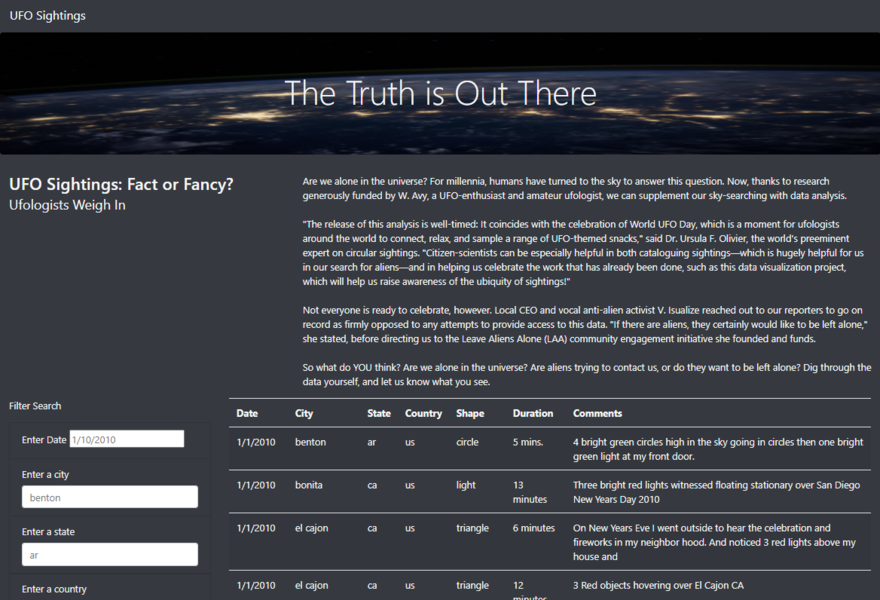 UFO Sightings
The Truth is Out There
UFO Sightings: Fact or Fancy?
Ufologists Weigh In
Are we alone in the universe? For millennia, humans have turned to the sky to answer this question. Now, thanks to research
generously funded by W. Avy, a UFO-enthusiast and amateur ufologist, we can supplement our sky-searching with data analysis.
"The release of this analysis is well-timed: It coincides with the celebration of World UFO Day, which is a moment for ufologists
around the world to connect, relax, and sample a range of UFO-themed snacks," said Dr. Ursula F. Olivier, the world's preeminent
expert on circular sightings. "Citizen-scientists can be especially helpful in both cataloguing sightings—which is hugely helpful for us
in our search for aliens—and in helping us celebrate the work that has already been done, such as this data visualization project,
which will help us raise awareness of the ubiquity of sightings!"
Not everyone is ready to celebrate, however. Local CEO and vocal anti-alien activist V. Isualize reached out to our reporters to go on
record as firmly opposed to any attempts to provide access to this data. "If there are aliens, they certainly would like to be left alone,"
she stated, before directing us to the Leave Aliens Alone (LAA) community engagement initiative she founded and funds.
So what do YOU think? Are we alone in the universe? Are aliens trying to contact us, or do they want to be left alone? Dig through the
data yourself, and let us know what you see.
Filter Search
Enter Date 1/10/2010
Enter a city
benton
Enter a state
ar
Enter a country
Date City State Country Shape Duration Comments
1/1/2010 benton ar us circle 5 mins. 4 bright green circles high in the sky going in circles then one bright
green light at my front door.
1/1/2010 bonita ca us light 13 Three bright red lights witnessed floating stationary over San Diego
minutes New Years Day 2010
1/1/2010 el cajon ca us triangle 6 minutes On New Years Eve I went outside to hear the celebration and
fireworks in my neighbor hood. And noticed 3 red lights above my
house and
1/1/2010 el cajon ca us triangle 12 3 Red objects hovering over El Cajon CA
minutes